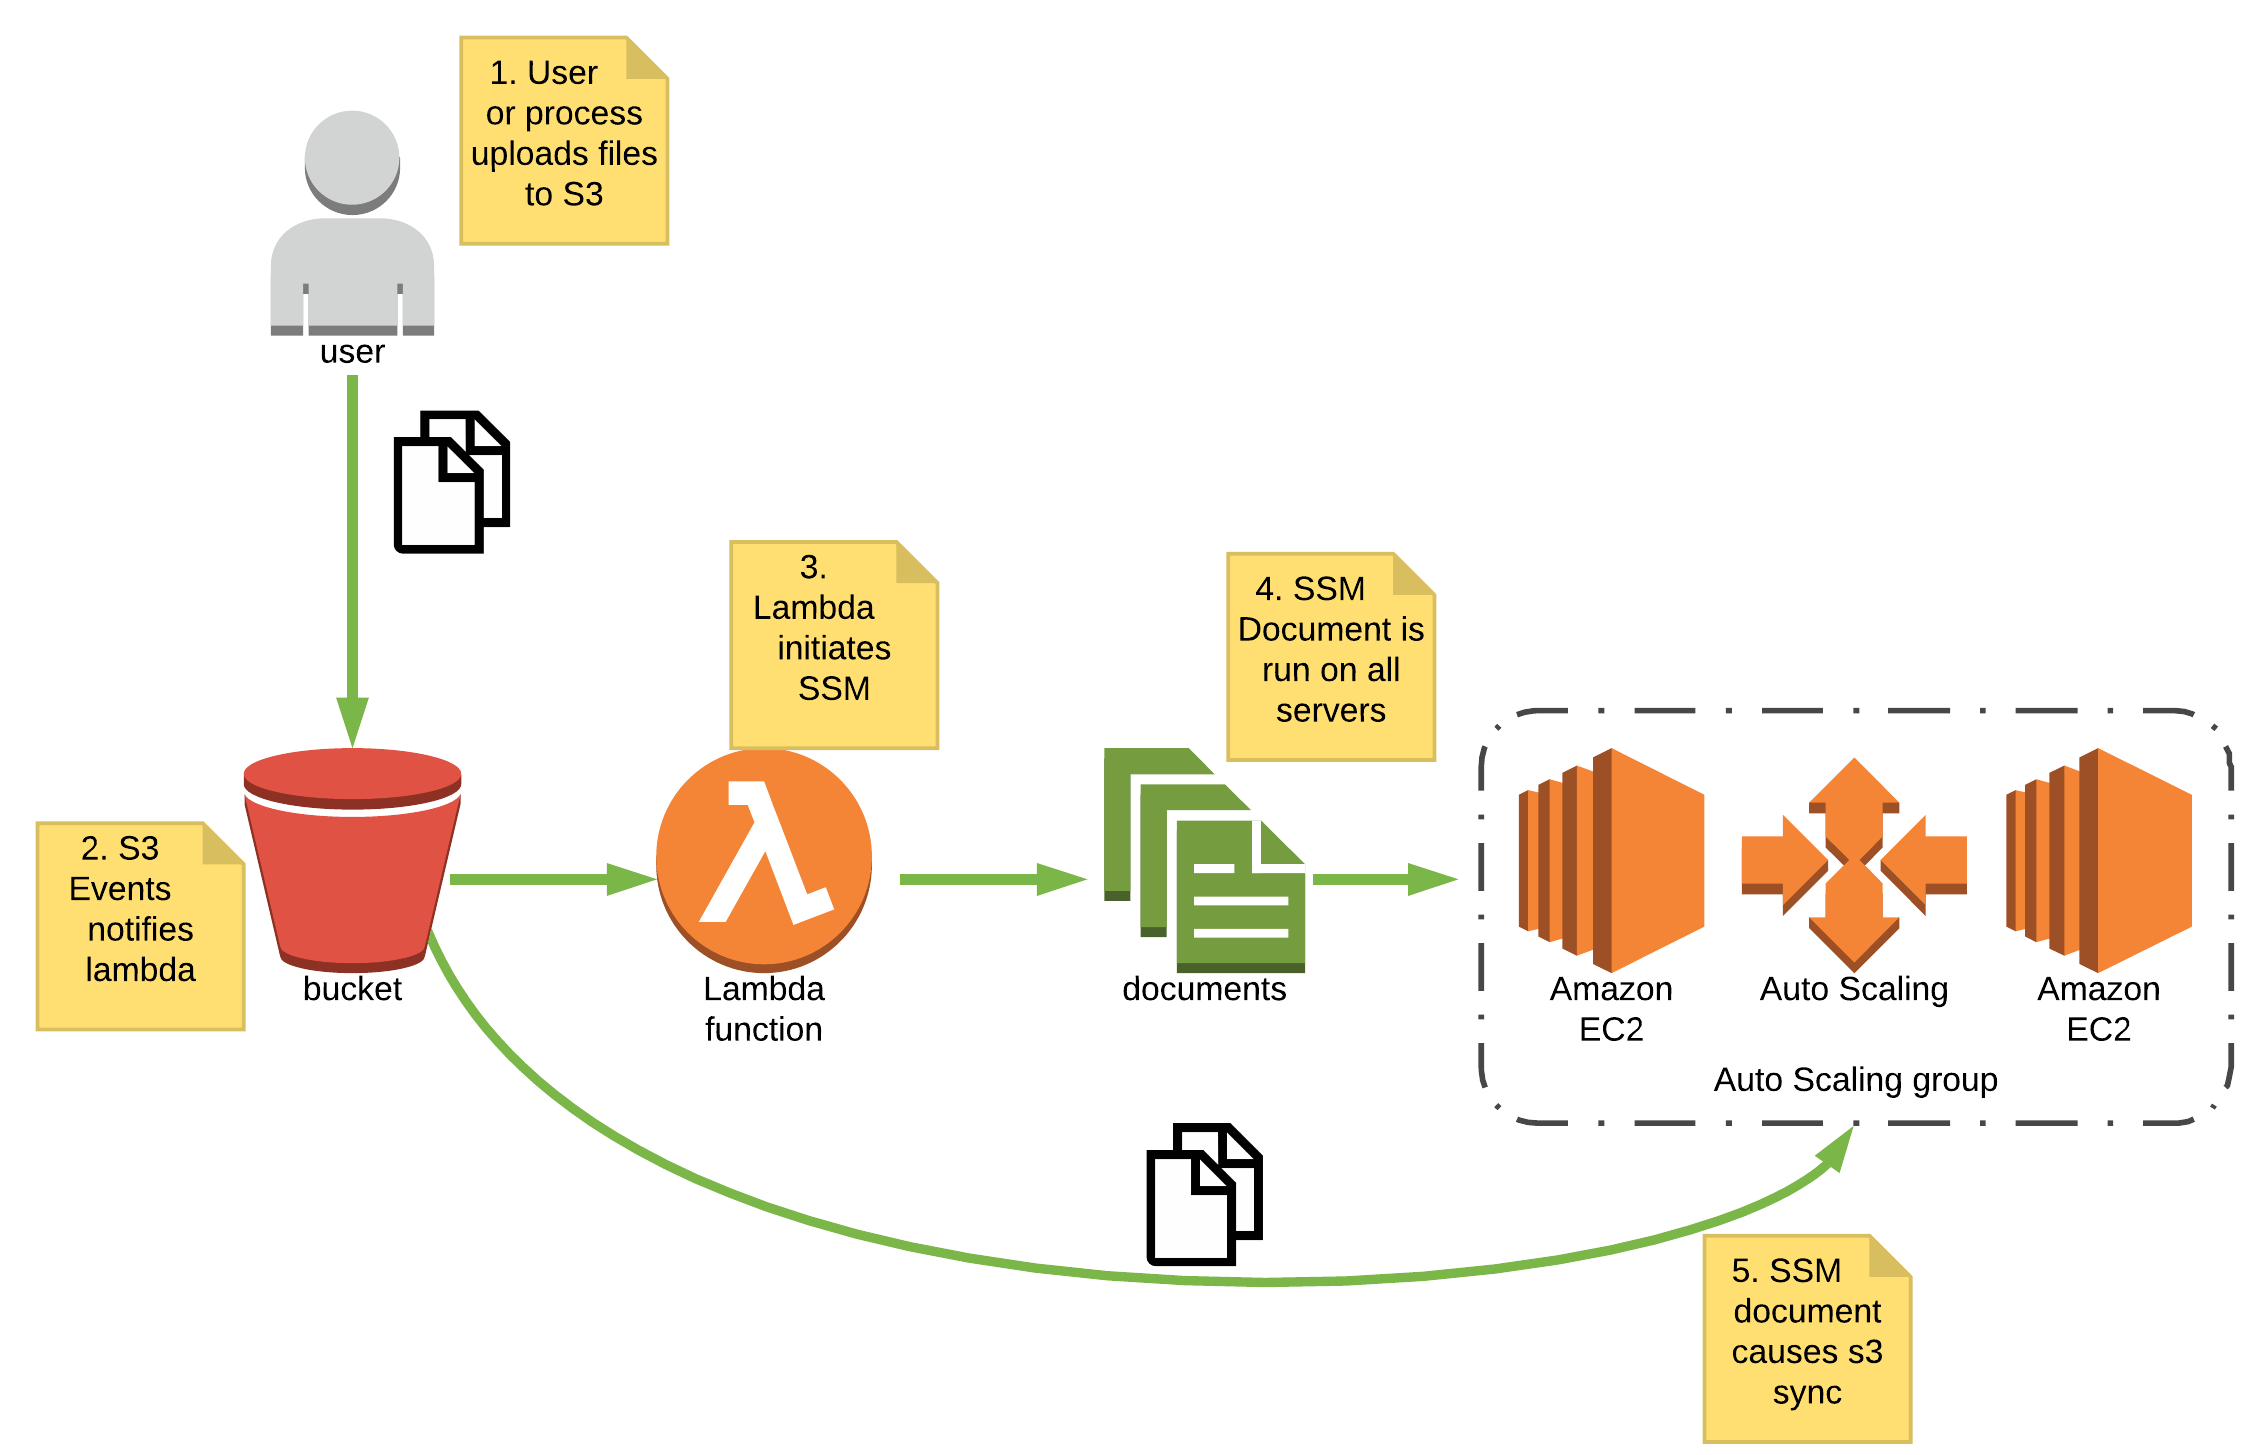 1. User
or process
uploads files
to S3
user
3.
Lambda
initiates
SSM
4. SSM
Document is
run on all
servers
2. S3
Events
notifies
lambda
bucket
Lambda
function
documents
Amazon
EC2
Auto Scaling
Amazon
EC2
Auto Scaling group
5. SSM
document
causes s3
sync